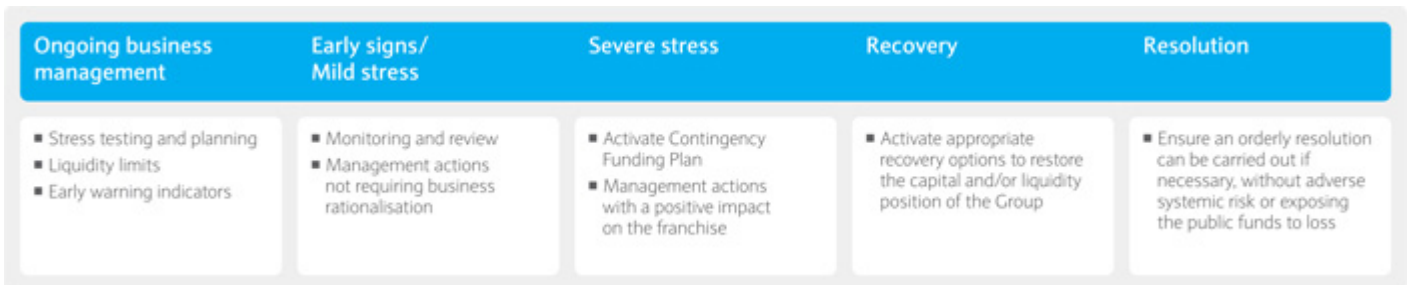 Ongoing business
management
Early signs/
Mild stress
Severe stress
Recovery
Resolution
■ Stress testing and planning
■ Liquidity limits
■ Early warning indicators
■ Monitoring and review
■ Management actions
not requiring business
rationalisation
■ Activate Contingency
Funding Plan
■ Management actions
with a positive impact
on the franchise
■ Activate appropriate
recovery options to restore
the capital and/or liquidity
position of the Group
■ Ensure an orderly resolution
can be carried out if
necessary, without adverse
systemic risk or exposing
the public funds to loss